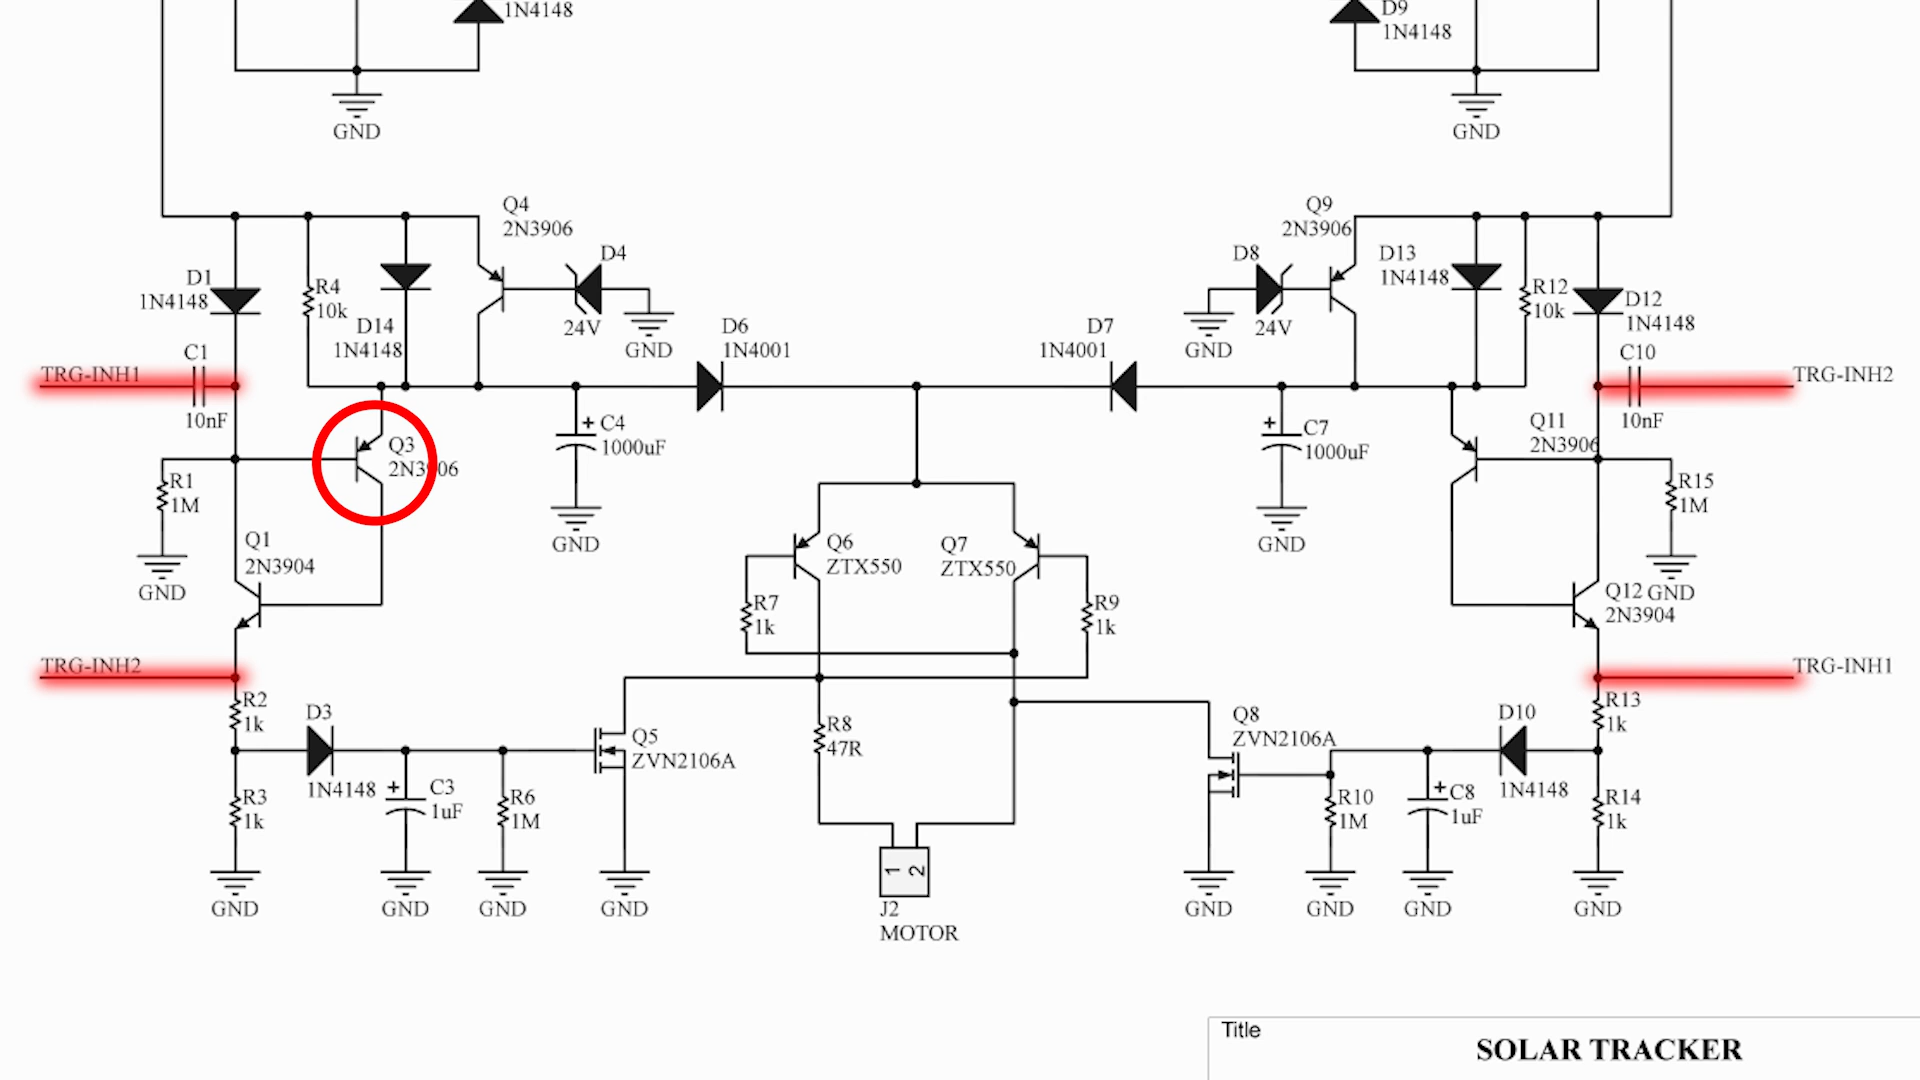 1N4148
D9
1N4148
GND
GND
Q4
2N3906
Q9
2N3906
D4
D8
D13
1N4148
D1
1N4148
R4
10k
R12
10k
D12
1N4148
D14
1N4148
24V
GND
D6
1N4001
D7
1N4001
GND
24V
C1
TRG-INH1
10nF
C10
TRG-INH2
10nF
Q3
2N3906
C4
1000uF
C7
1000uF
Q11
2N3906
R1
1M
R15
1M
GND
GND
Q1
2N3904
Q6
ZTX550
Q7
ZTX550
GND
Q12
2N3904
GND
R7
1k
R9
1k
TRG-INH2
TRG-INH1
R2
1k
D3
1N4148
Q5
ZVN2106A
R8
47R
Q8
ZVN2106A
D10
1N4148
R13
1k
R3
1k
C3
1uF
R6
1M
R10
1M
C8
1uF
R14
1k
1
2
GND
GND
GND
GND
J2
MOTOR
GND
GND
GND
GND
Title
SOLAR TRACKER